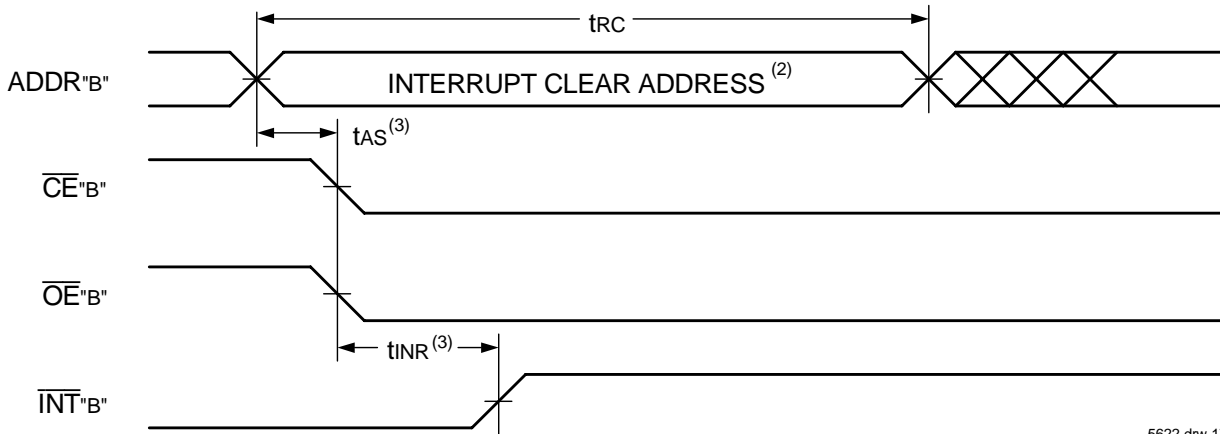 tRC
ADDR"B"
INTERRUPT CLEAR ADDRESS (2)
tAS(3)
CE"B"
OE"B"
tINR(3)
INT"B"